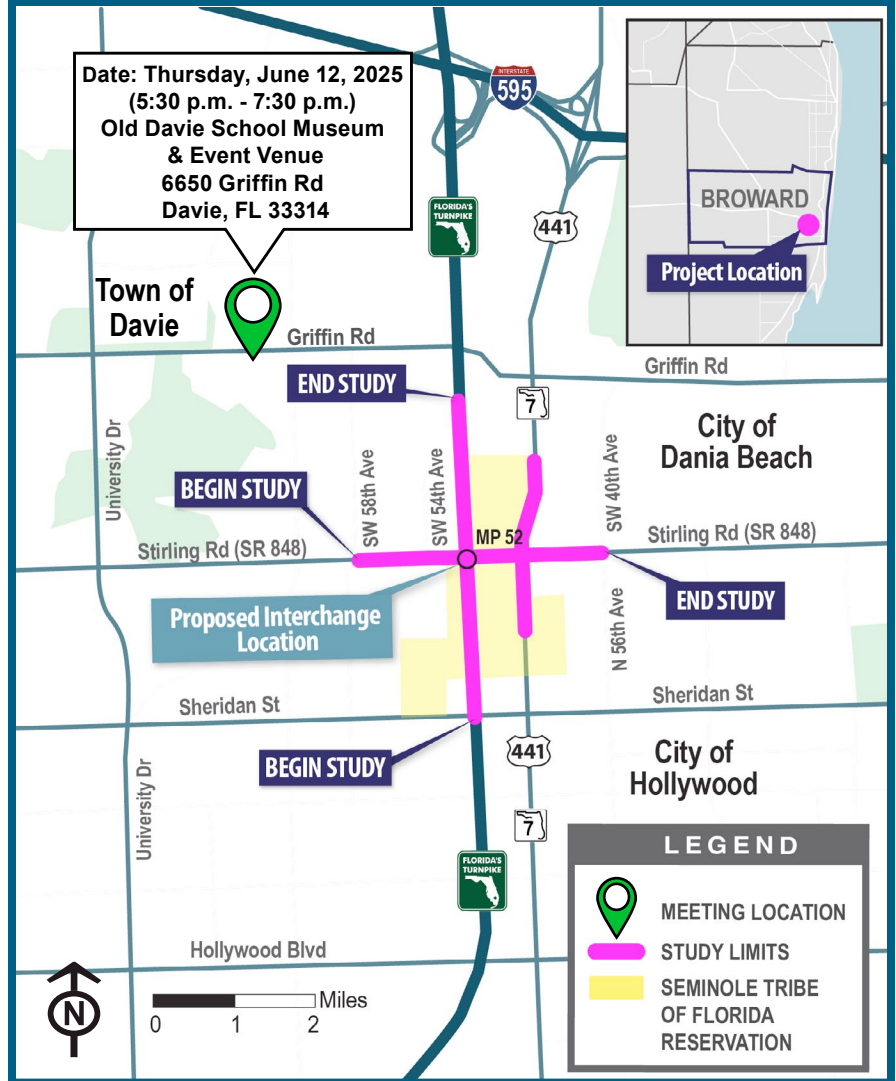 Date: Thursday, June 12, 2025
(5:30 p.m. - 7:30 p.m.)
Old Davie School Museum
& Event Venue
6650 Griffin Rd
Davie, FL 33314
INTERSTATE
595
FLORIDA'S
TURNPIKE
441
BROWARD
Project Location
Town of
Davie
Griffin Rd
Griffin Rd
END STUDY
7
City of
Dania Beach
University Dr
SW 58th Ave
SW 54th Ave
SW 40th Ave
BEGIN STUDY
MP 52
Stirling Rd (SR 848)
Stirling Rd (SR 848)
Proposed Interchange
Location
END STUDY
N 56th Ave
Sheridan St
Sheridan St
BEGIN STUDY
441
City of
Hollywood
University Dr
7
FLORIDA'S
TURNPIKE
Hollywood Blvd
N
Miles
0 1 2
LEGEND
MEETING LOCATION
STUDY LIMITS
SEMINOLE TRIBE
OF FLORIDA
RESERVATION